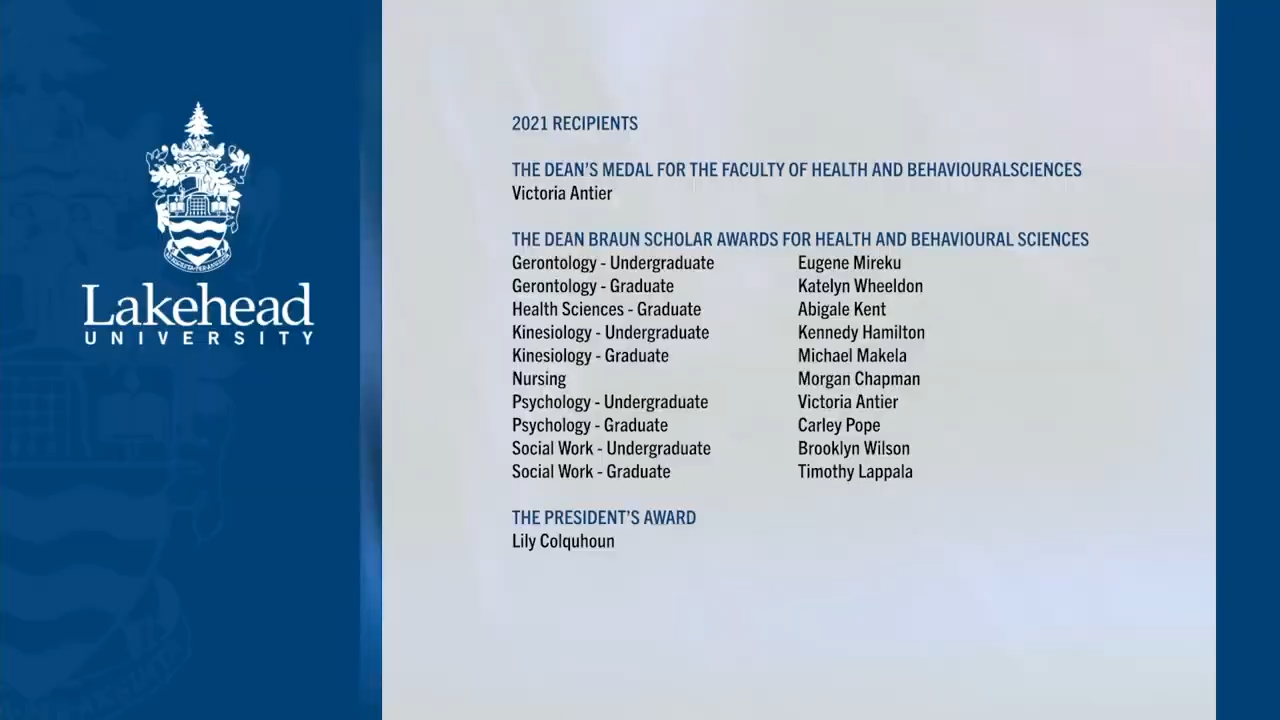 Lakehead
UNIVERSITY
2021 RECIPIENTS
THE DEAN'S MEDAL FOR THE FACULTY OF HEALTH AND BEHAVIOURALSCIENCES
Victoria Antier
THE DEAN BRAUN SCHOLAR AWARDS FOR HEALTH AND BEHAVIOURAL SCIENCES
Gerontology - Undergraduate Eugene Mireku
Gerontology - Graduate Katelyn Wheeldon
Health Sciences - Graduate Abigale Kent
Kinesiology - Undergraduate Kennedy Hamilton
Kinesiology - Graduate Michael Makela
Nursing Morgan Chapman
Psychology - Undergraduate Victoria Antier
Psychology - Graduate Carley Pope
Social Work - Undergraduate Brooklyn Wilson
Social Work - Graduate Timothy Lappala
THE PRESIDENT'S AWARD
Lily Colquhoun